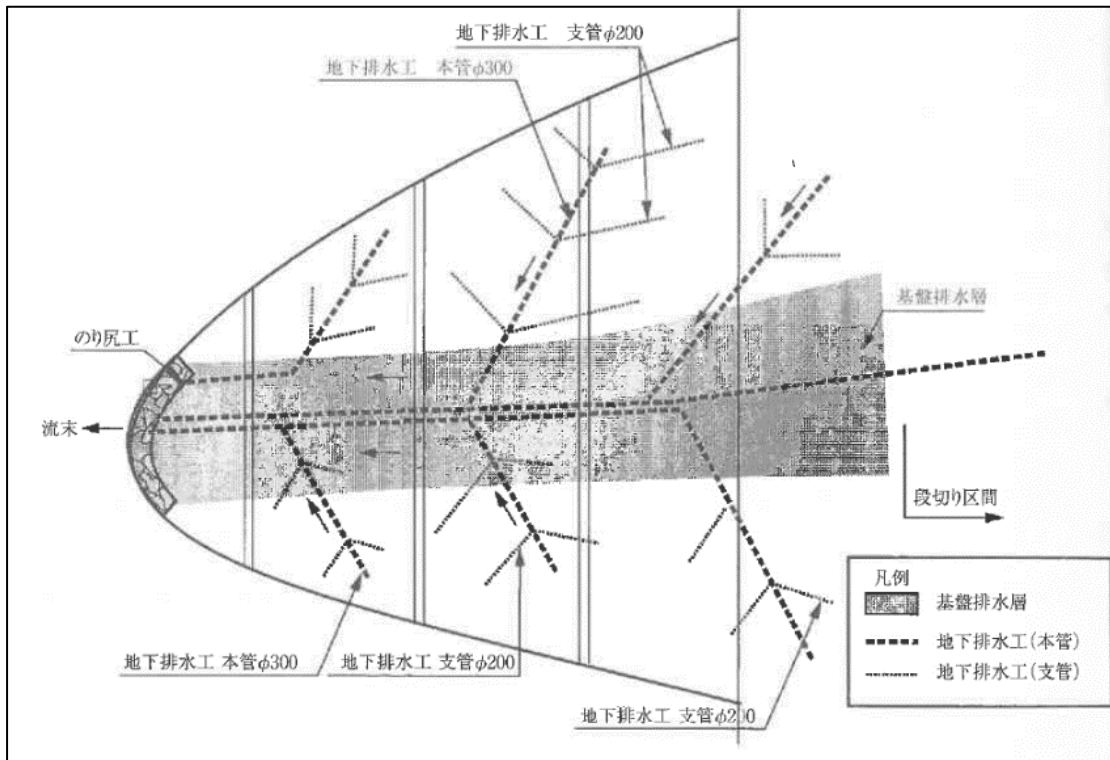 地下排水工 支管φ200
地下排水工 本管φ300
基盤排水層
のり尻工
流末
段切り区間
凡例
基盤排水層
地下排水工(本管)
地下排水工(支管)
地下排水工 本管φ300
地下排水工 支管φ200
地下排水工 支管φ200